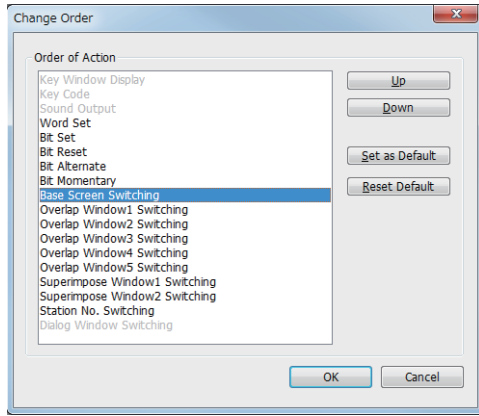 Change Order
Order of Action
Key Window Display
Key Code
Sound Output
Word Set
Bit Set
Bit Reset
Bit Alternate
Bit Momentary
Base Screen Switching
Overlap Window1 Switching
Overlap Window2 Switching
Overlap Window3 Switching
Overlap Window4 Switching
Overlap Window5 Switching
Superimpose Window1 Switching
Superimpose Window2 Switching
Station No. Switching
Dialog Window Switching
Up
Down
Set as Default
Reset Default
OK
Cancel